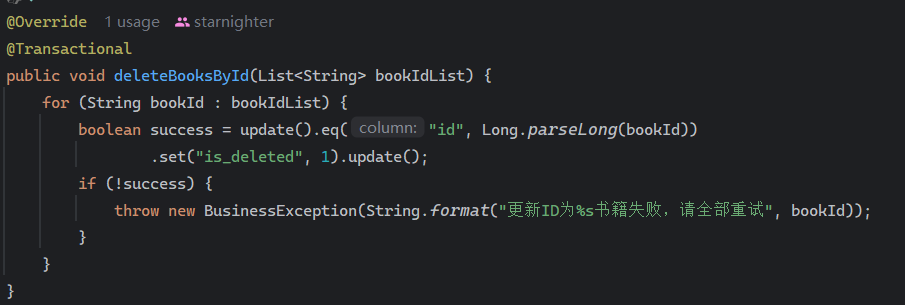 @Override 1 usage starnighter
@Transactional
public void deleteBooksById(List<String> bookIdList) {
    for (String bookId : bookIdList) {
        boolean success = update().eq( column: "id", Long.parseLong(bookId))
                .set("is_deleted", 1).update();
        if (!success) {
            throw new BusinessException(String.format("更新ID为%s书籍失败，请全部重试", bookId));
        }
    }
}